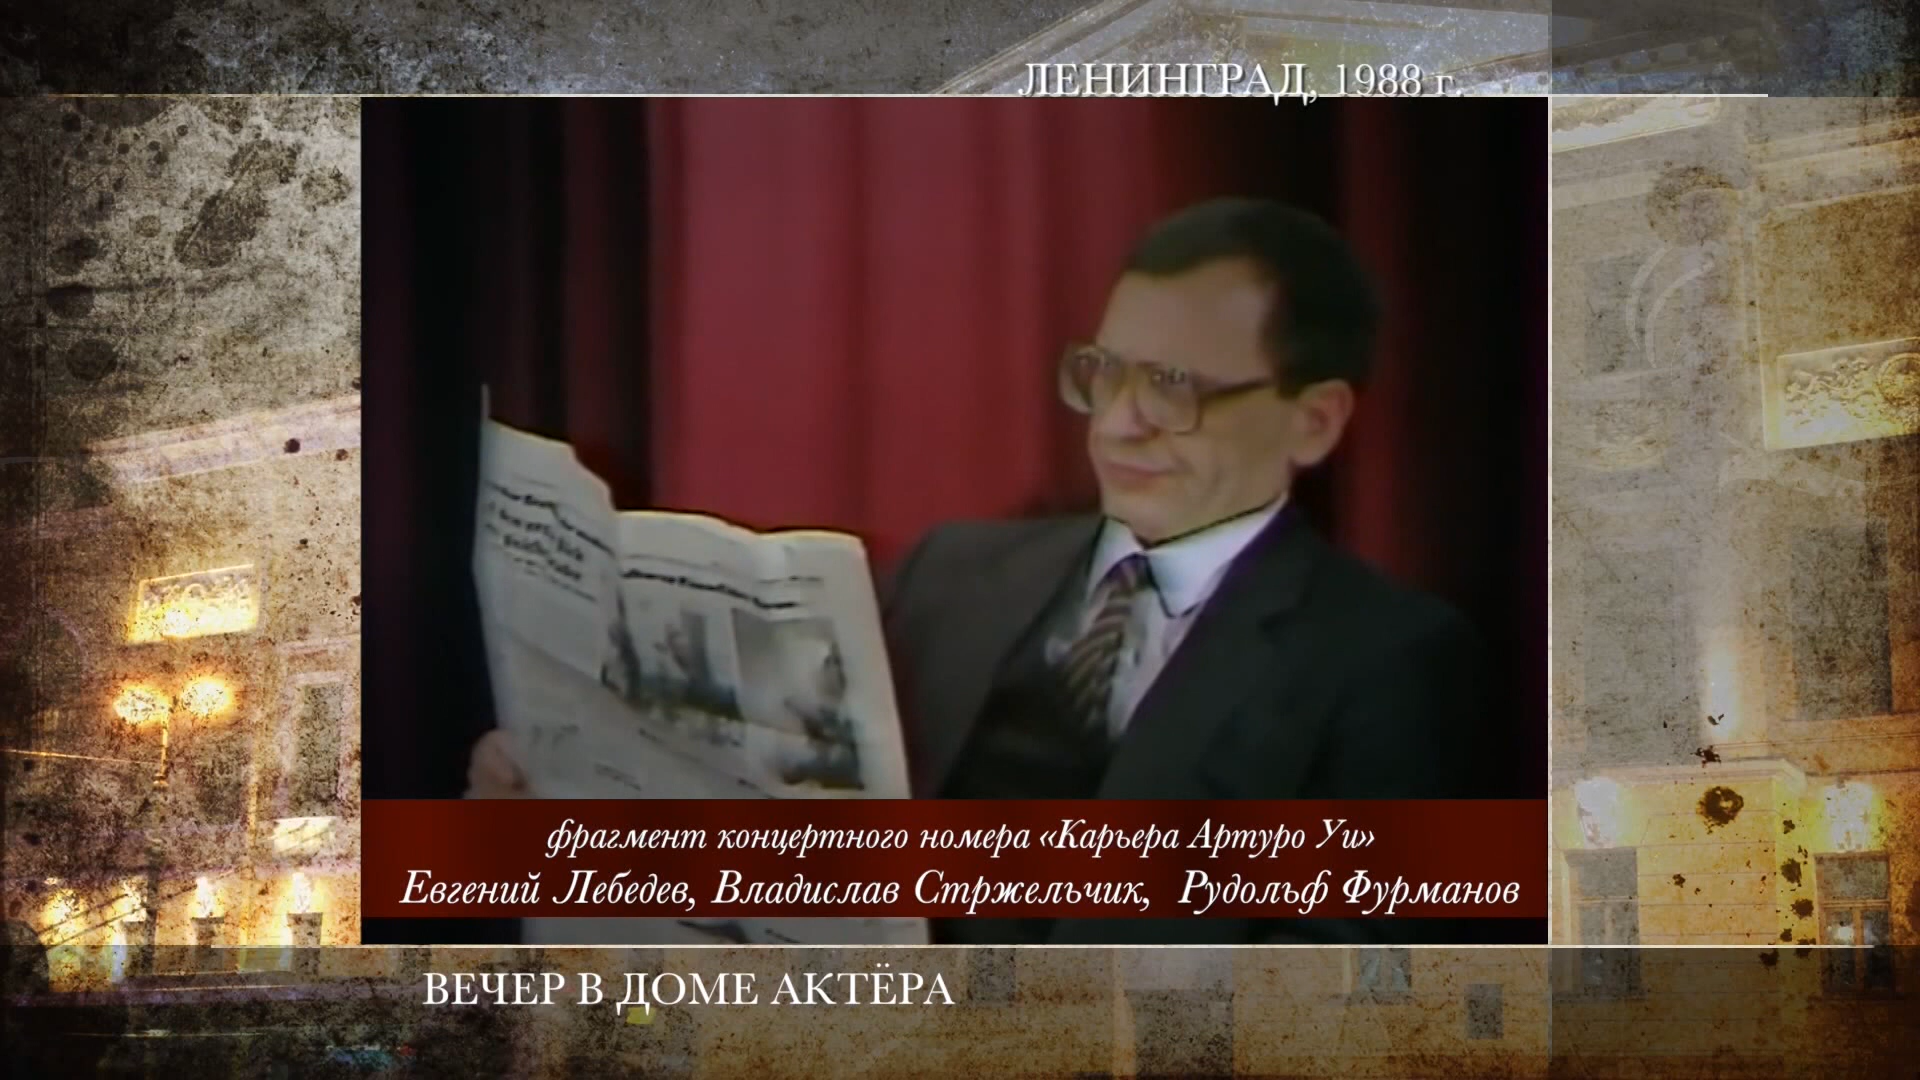 ЛЕНИНГРАД, 1988 г.
фрагмент концертного номера «Карьера Артуро Уи»
Евгений Лебедев, Владислав Стржельчик, Рудольф Фурманов
ВЕЧЕР В ДОМЕ АКТЁРА